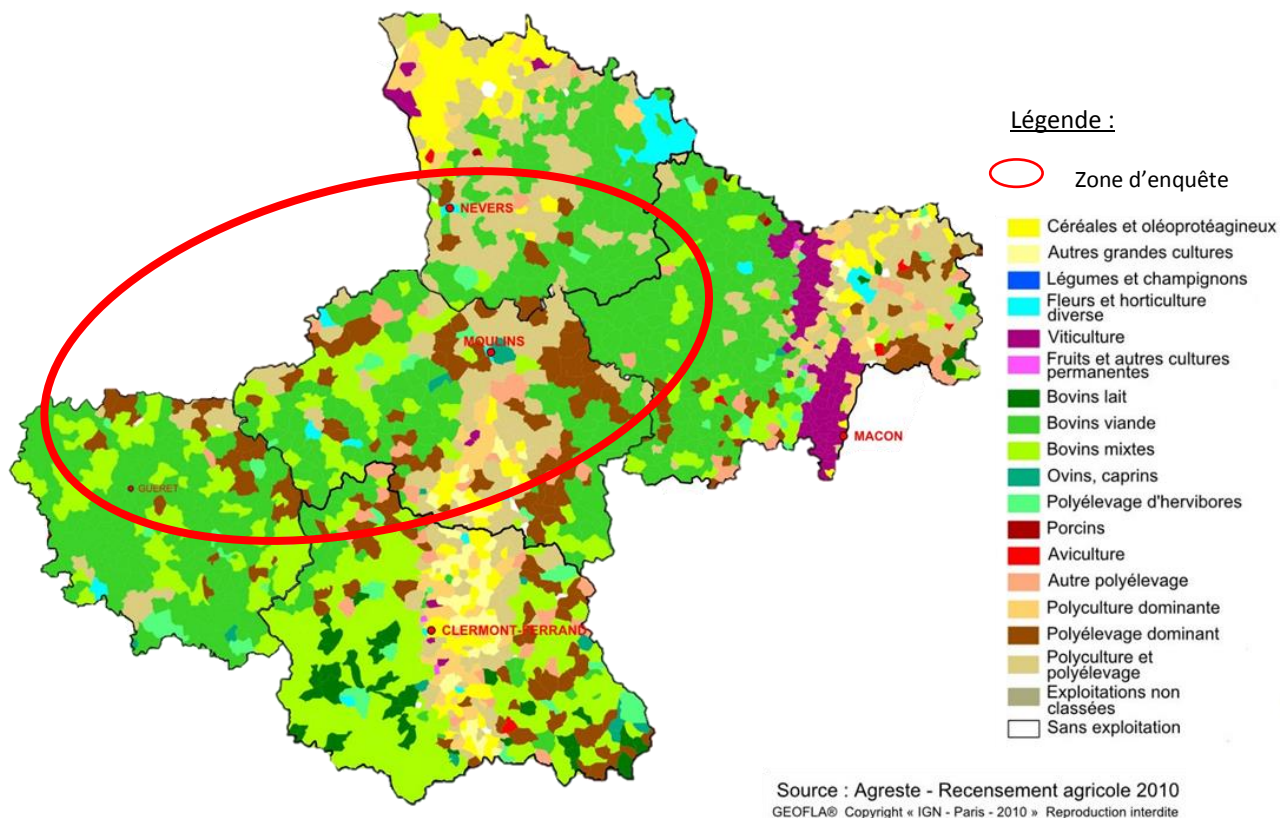 NEVERS
MOULINS
GUERET
MACON
CLERMONT-FERRAND
Légende :
Zone d'enquête
Céréales et oléoprotéagineux
Autres grandes cultures
Légumes et champignons
Fleurs et horticulture
diverse
Viticulture
Fruits et autres cultures
permanentes
Bovins lait
Bovins viande
Bovins mixtes
Ovins, caprins
Polyélevage d'hervibores
Porcins
Aviculture
Autre polyélevage
Polyculture dominante
Polyélevage dominant
Polyculture et
polyélevage
Exploitations non
classées
Sans exploitation
Source : Agreste - Recensement agricole 2010
GEOFLA® Copyright « IGN - Paris - 2010 » Reproduction interdite